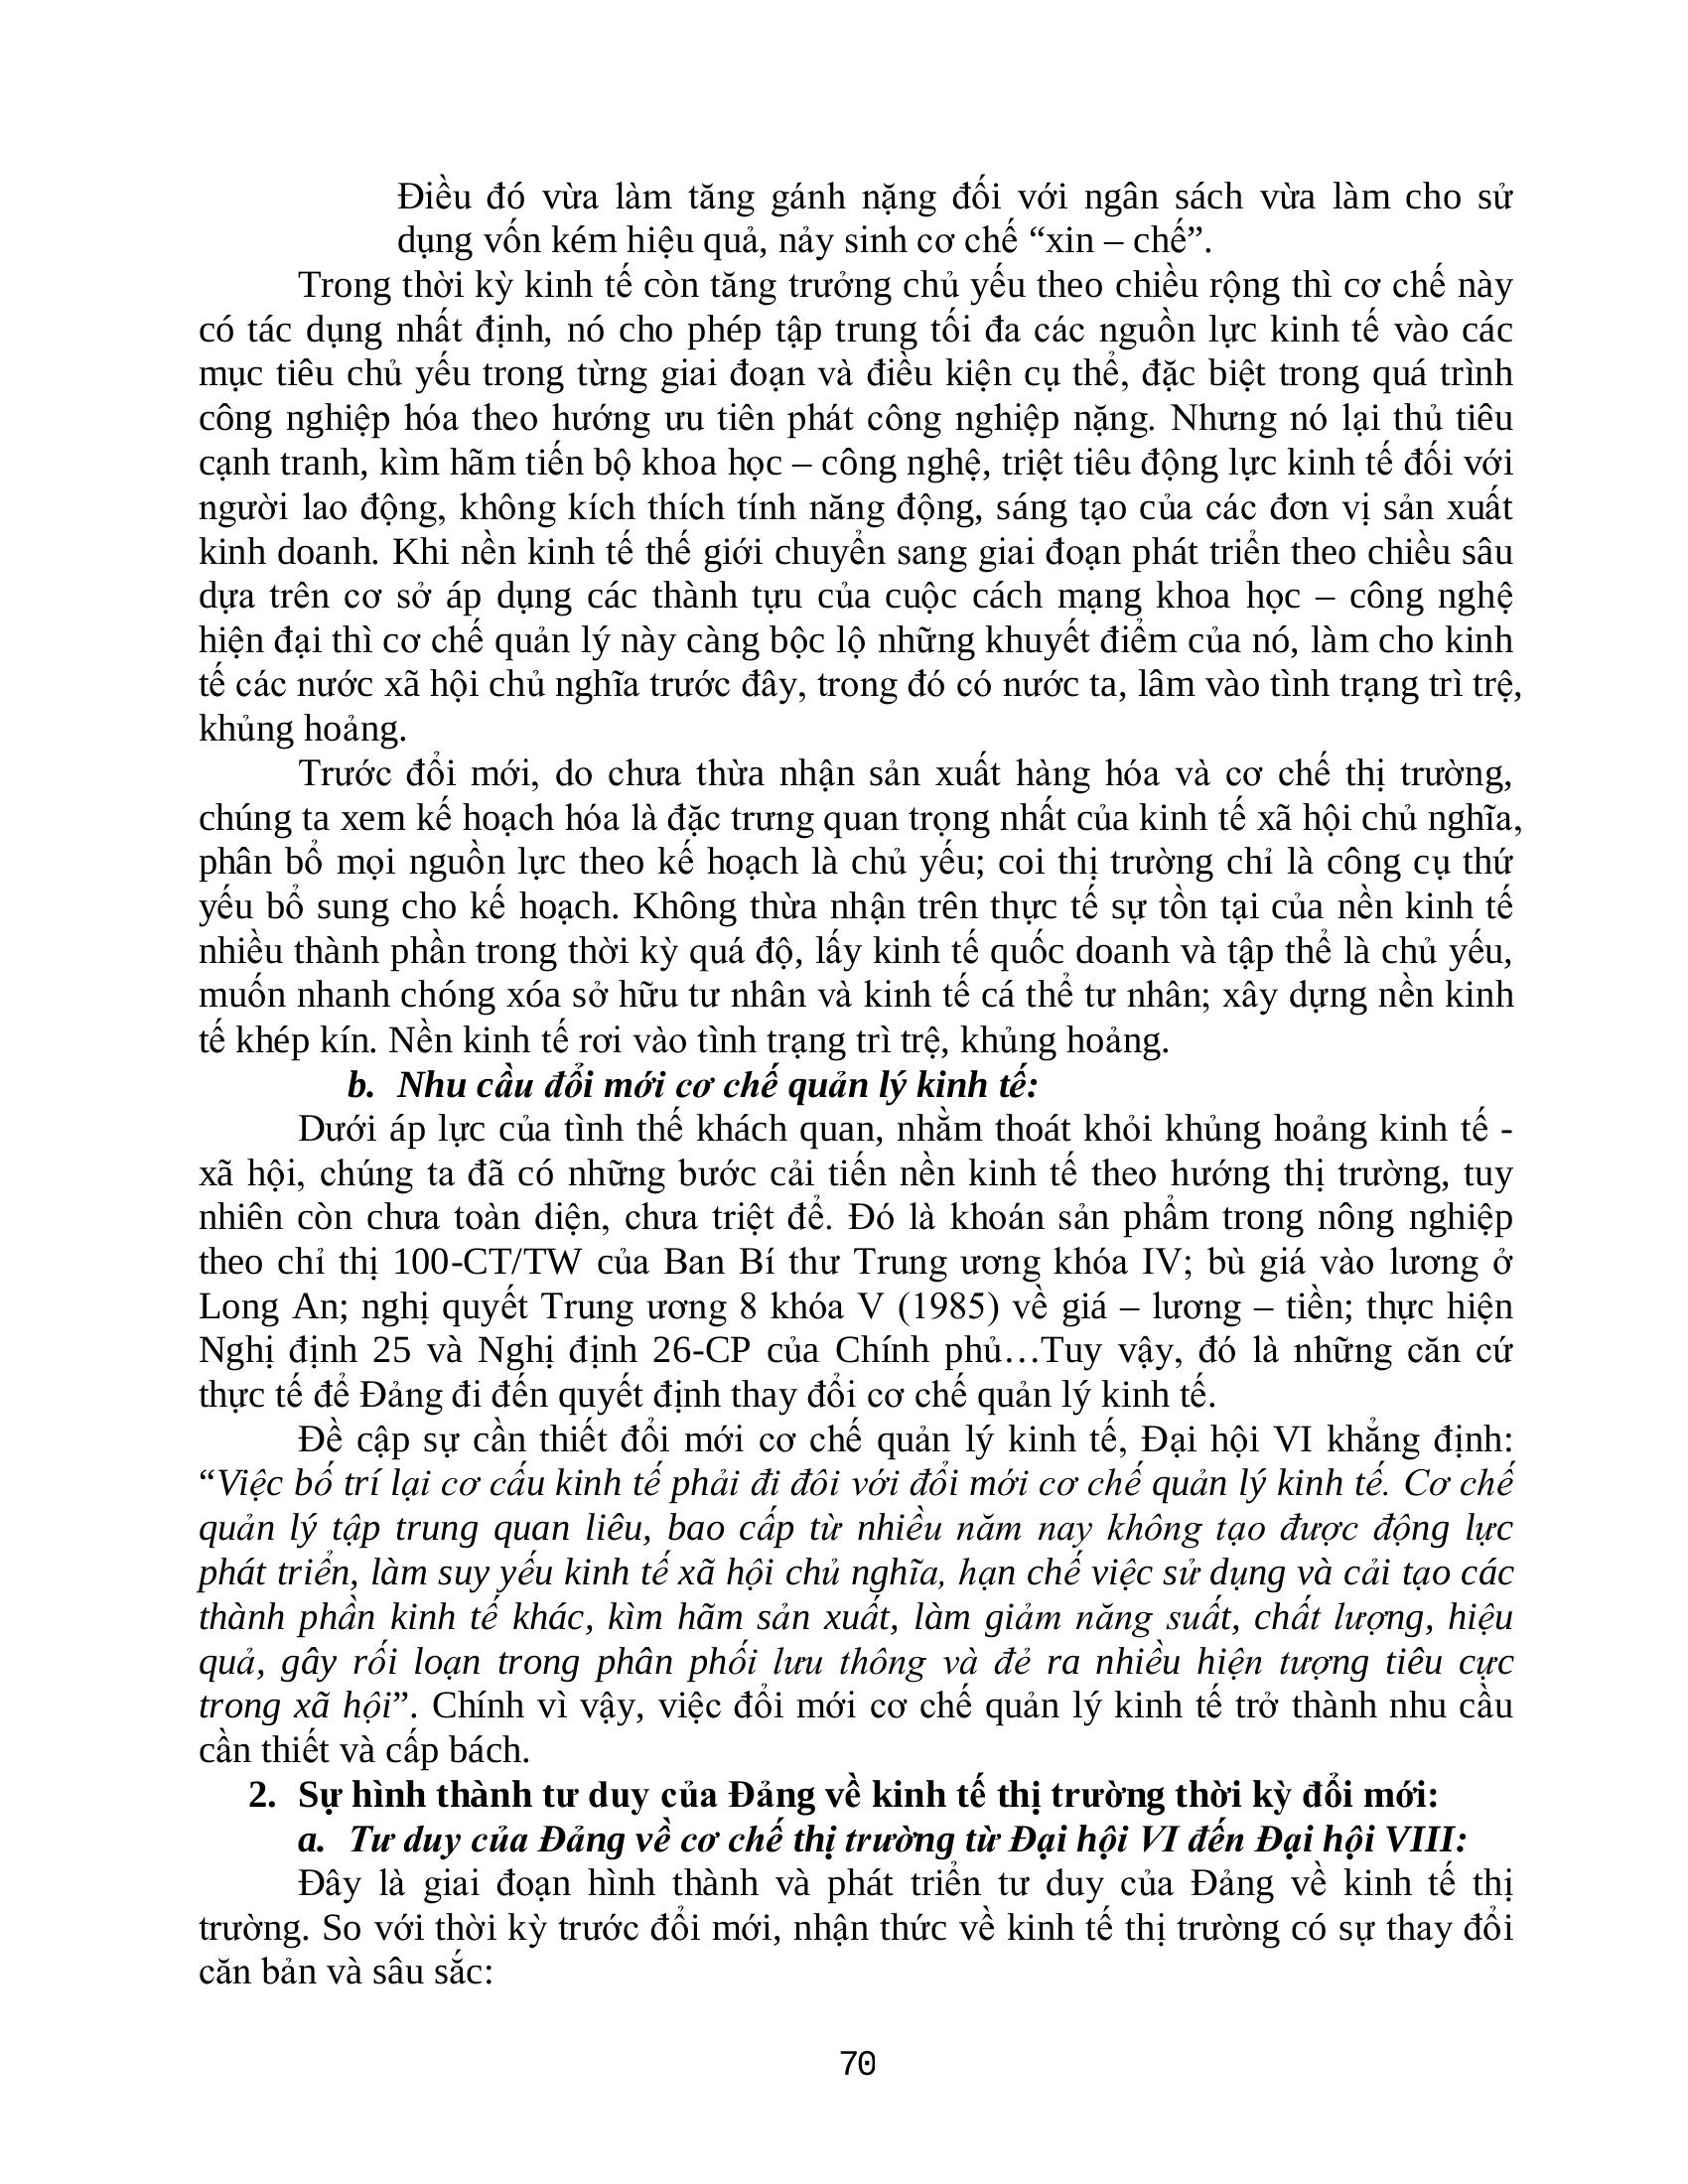 Điều đó vừa làm tăng gánh nặng đối với ngân sách vừa làm cho sử
dụng vốn kém hiệu quả, nảy sinh cơ chế “xin – chế”.
Trong thời kỳ kinh tế còn tăng trưởng chủ yếu theo chiều rộng thì cơ chế này
có tác dụng nhất định, nó cho phép tập trung tối đa các nguồn lực kinh tế vào các
mục tiêu chủ yếu trong từng giai đoạn và điều kiện cụ thể, đặc biệt trong quá trình
công nghiệp hóa theo hướng ưu tiên phát công nghiệp nặng. Nhưng nó lại thủ tiêu
cạnh tranh, kìm hãm tiến bộ khoa học – công nghệ, triệt tiêu động lực kinh tế đối với
người lao động, không kích thích tính năng động, sáng tạo của các đơn vị sản xuất
kinh doanh. Khi nền kinh tế thế giới chuyển sang giai đoạn phát triển theo chiều sâu
dựa trên cơ sở áp dụng các thành tựu của cuộc cách mạng khoa học – công nghệ
hiện đại thì cơ chế quản lý này càng bộc lộ những khuyết điểm của nó, làm cho kinh
tế các nước xã hội chủ nghĩa trước đây, trong đó có nước ta, lâm vào tình trạng trì trệ,
khủng hoảng.
Trước đổi mới, do chưa thừa nhận sản xuất hàng hóa và cơ chế thị trường,
chúng ta xem kế hoạch hóa là đặc trưng quan trọng nhất của kinh tế xã hội chủ nghĩa,
phân bổ mọi nguồn lực theo kế hoạch là chủ yếu; coi thị trường chỉ là công cụ thứ
yếu bổ sung cho kế hoạch. Không thừa nhận trên thực tế sự tồn tại của nền kinh tế
nhiều thành phần trong thời kỳ quá độ, lấy kinh tế quốc doanh và tập thể là chủ yếu,
muốn nhanh chóng xóa sở hữu tư nhân và kinh tế cá thể tư nhân; xây dựng nền kinh
tế khép kín. Nền kinh tế rơi vào tình trạng trì trệ, khủng hoảng.
b. Nhu cầu đổi mới cơ chế quản lý kinh tế:
Dưới áp lực của tình thế khách quan, nhằm thoát khỏi khủng hoảng kinh tế -
xã hội, chúng ta đã có những bước cải tiến nền kinh tế theo hướng thị trường, tuy
nhiên còn chưa toàn diện, chưa triệt để. Đó là khoán sản phẩm trong nông nghiệp
theo chỉ thị 100-CT/TW của Ban Bí thư Trung ương khóa IV; bù giá vào lương ở
Long An; nghị quyết Trung ương 8 khóa V (1985) về giá – lương – tiền; thực hiện
Nghị định 25 và Nghị định 26-CP của Chính phủ…Tuy vậy, đó là những căn cứ
thực tế để Đảng đi đến quyết định thay đổi cơ chế quản lý kinh tế.
Đề cập sự cần thiết đổi mới cơ chế quản lý kinh tế, Đại hội VI khẳng định:
“Việc bố trí lại cơ cấu kinh tế phải đi đôi với đổi mới cơ chế quản lý kinh tế. Cơ chế
quản lý tập trung quan liêu, bao cấp từ nhiều năm nay không tạo được động lực
phát triển, làm suy yếu kinh tế xã hội chủ nghĩa, hạn chế việc sử dụng và cải tạo các
thành phần kinh tế khác, kìm hãm sản xuất, làm giảm năng suất, chất lượng, hiệu
quả, gây rối loạn trong phân phối lưu thông và đẻ ra nhiều hiện tượng tiêu cực
trong xã hội”. Chính vì vậy, việc đổi mới cơ chế quản lý kinh tế trở thành nhu cầu
cần thiết và cấp bách.
2. Sự hình thành tư duy của Đảng về kinh tế thị trường thời kỳ đổi mới:
a. Tư duy của Đảng về cơ chế thị trường từ Đại hội VI đến Đại hội VIII:
Đây là giai đoạn hình thành và phát triển tư duy của Đảng về kinh tế thị
trường. So với thời kỳ trước đổi mới, nhận thức về kinh tế thị trường có sự thay đổi
căn bản và sâu sắc:
70